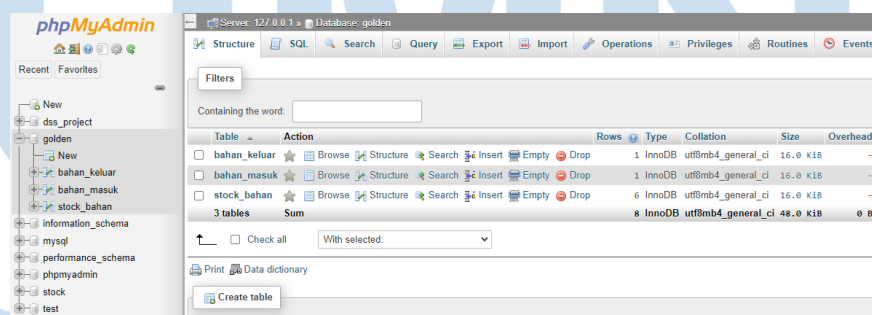 phpMyAdmin
Recent Favorites
New
dss_project
golden
New
bahan_keluar
bahan_masuk
stock_bahan
information_schema
mysql
performance_schema
phpmyadmin
stock
test
Server: 127.0.0.1 » Database: golden
Structure SQL Search Query Export Import Operations Privileges Routines Events
Filters
Containing the word:
Table Action Rows Type Collation Size Overhead
bahan_keluar Browse Structure Search Insert Empty Drop 1 InnoDB utf8mb4_general_ci 16.0 KiB -
bahan_masuk Browse Structure Search Insert Empty Drop 1 InnoDB utf8mb4_general_ci 16.0 KiB -
stock_bahan Browse Structure Search Insert Empty Drop 6 InnoDB utf8mb4_general_ci 16.0 KiB -
3 tables Sum 8 InnoDB utf8mb4_general_ci 48.0 KiB 0 B
Check all With selected:
Print Data dictionary
Create table